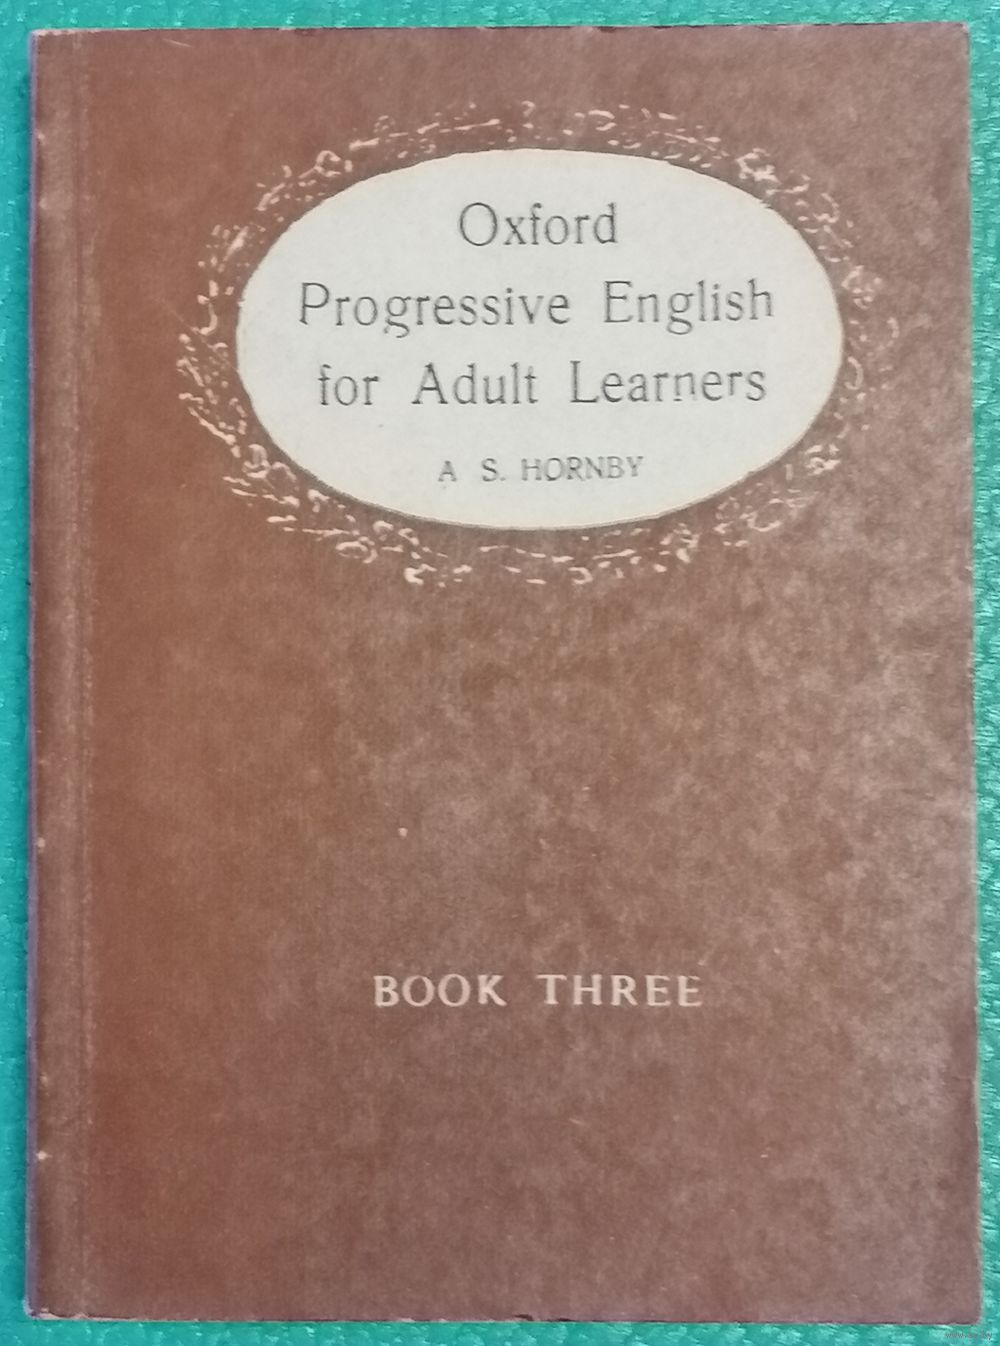 Oxford
Progressive English
for Adult Learners
A S. HORNBY
BOOK THREE